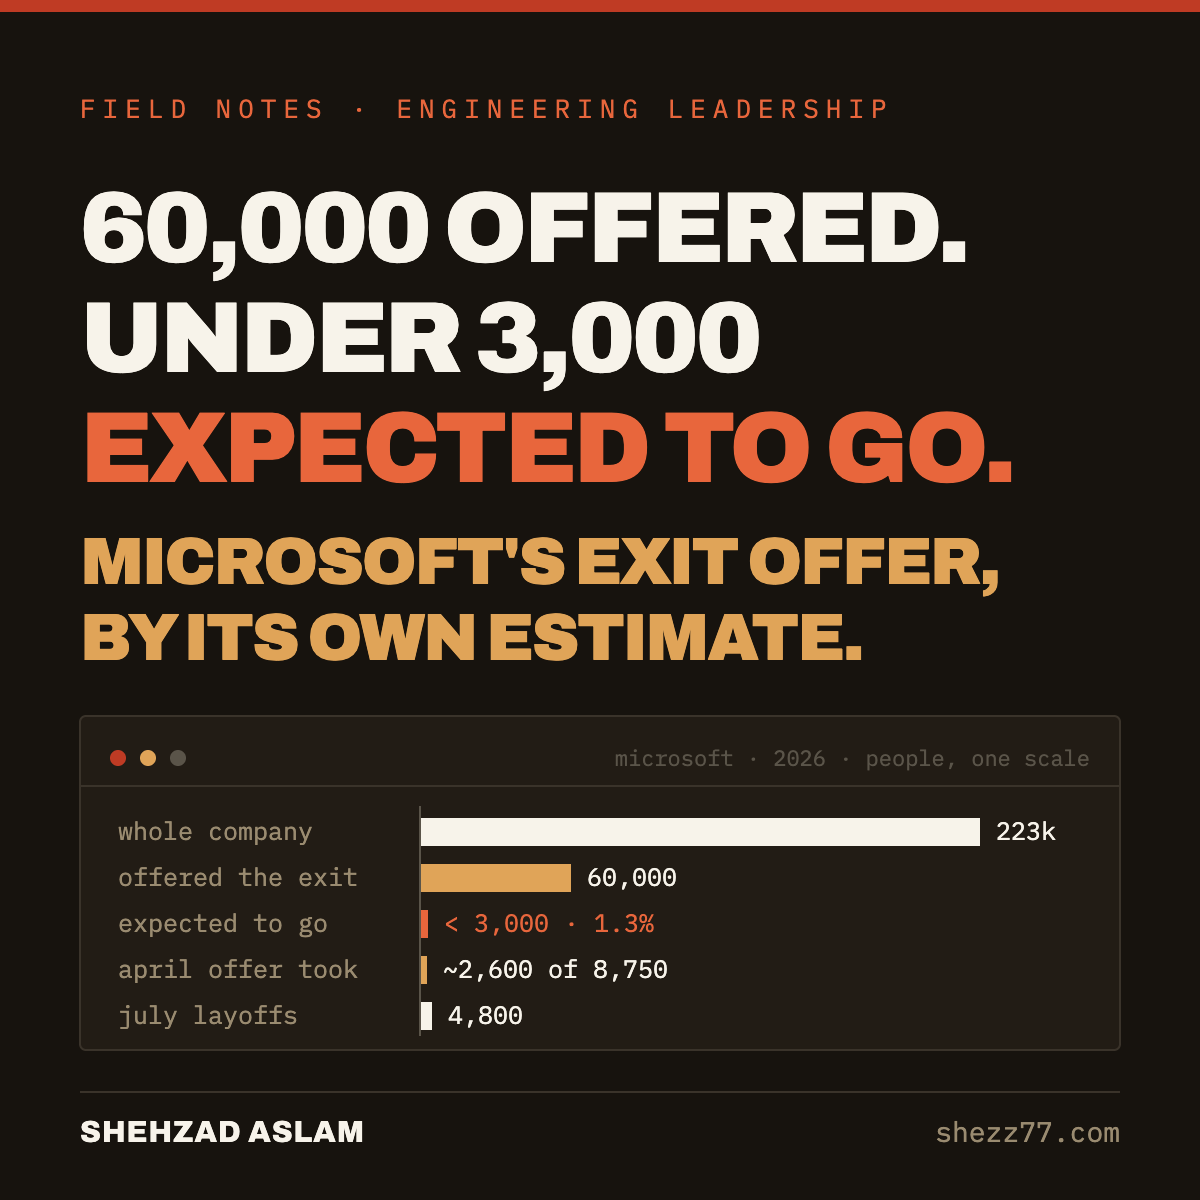 FIELD NOTES · ENGINEERING LEADERSHIP
60,000 OFFERED.
UNDER 3,000
EXPECTED TO GO.
MICROSOFT'S EXIT OFFER,
BY ITS OWN ESTIMATE.
microsoft · 2026 · people, one scale
whole company 223k
offered the exit 60,000
expected to go < 3,000 · 1.3%
april offer took ~2,600 of 8,750
july layoffs 4,800
SHEHZAD ASLAM shezz77.com